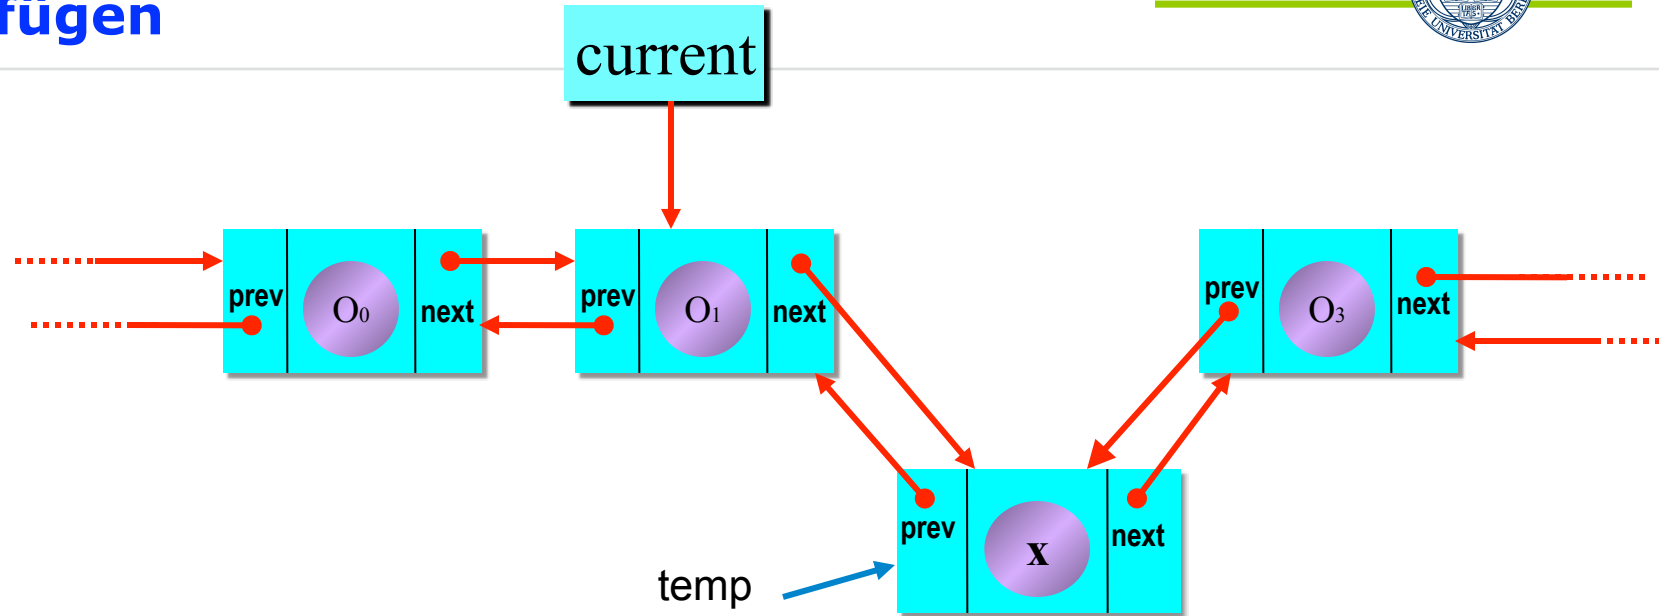 fügen
current
prev O0 next
prev O1 next
prev O3 next
prev x next
temp